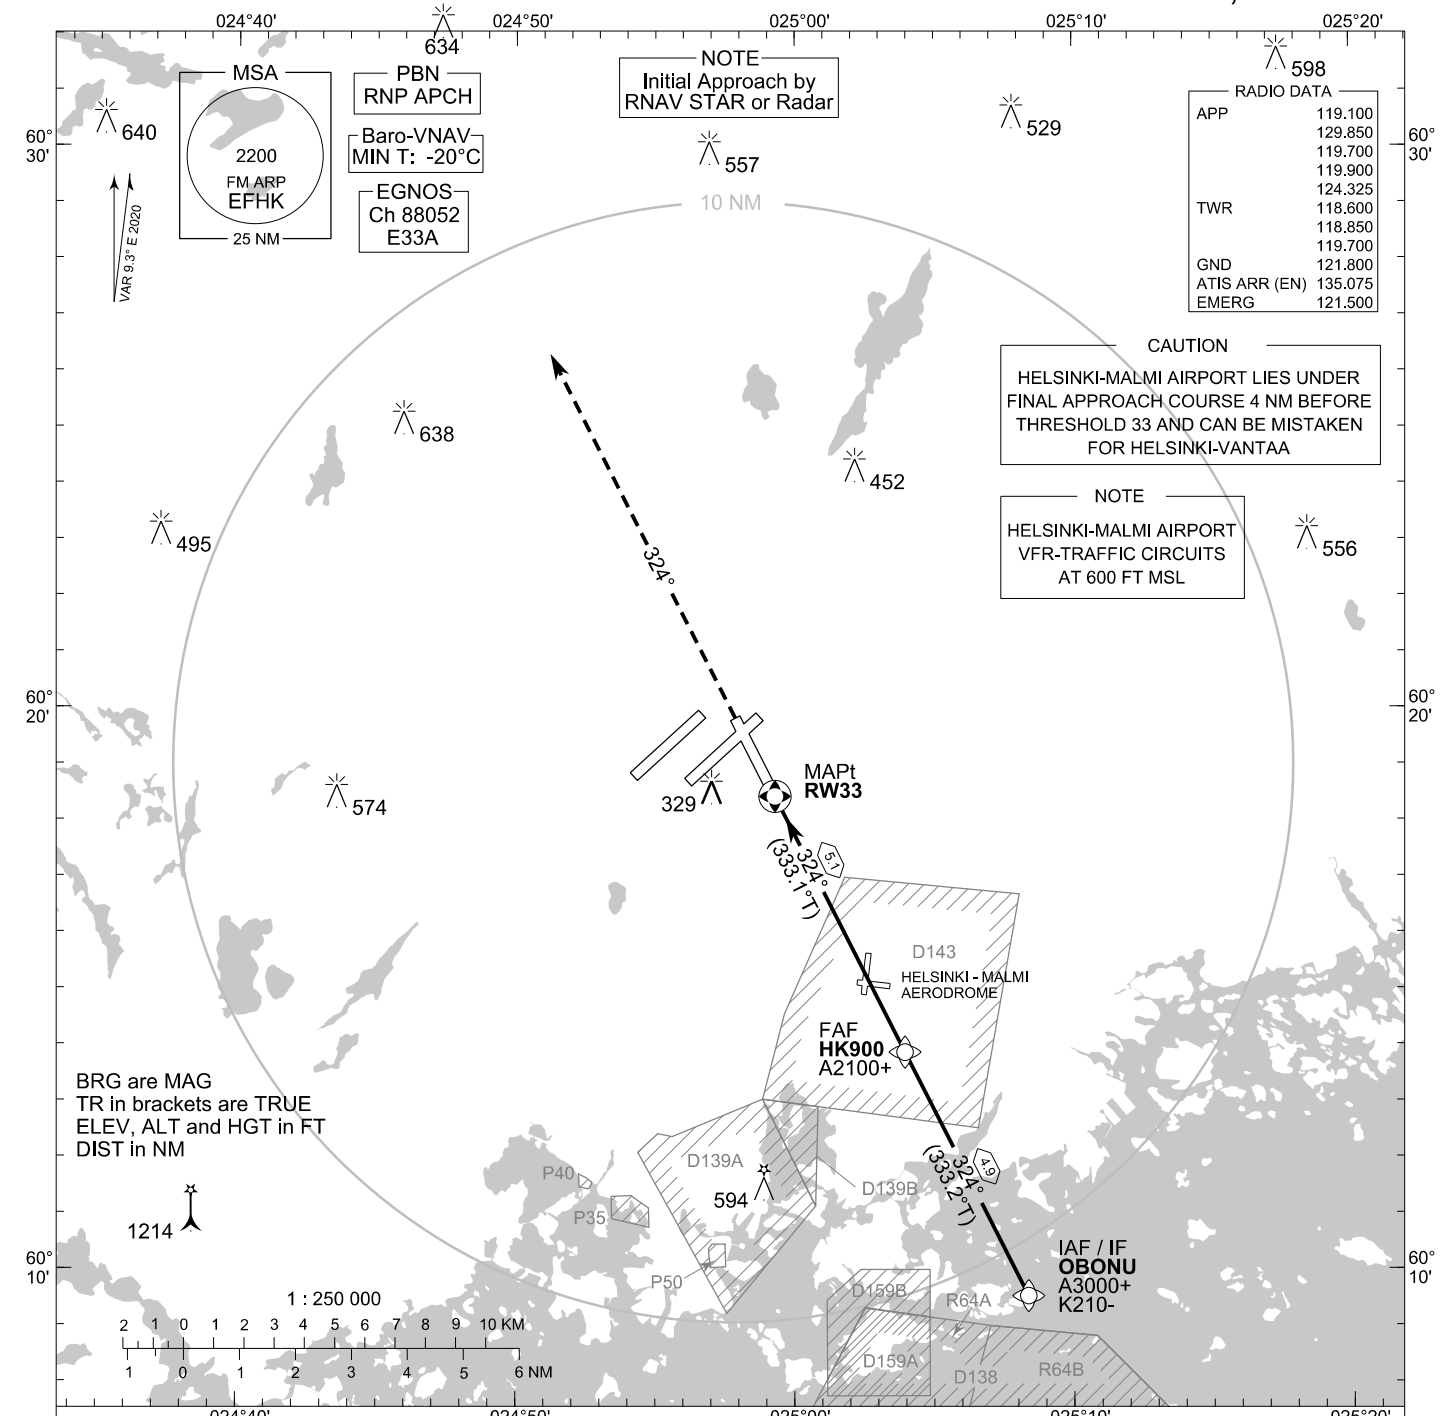 024°40'
024°50'
025°00'
025°10'
025°20'
634
598
MSA
2200
FM ARP
EFHK
25 NM
PBN
RNP APCH
Baro-VNAV
MIN T: -20°C
EGNOS
Ch 88052
E33A
NOTE
Initial Approach by
RNAV STAR or Radar
RADIO DATA
APP 119.100
129.850
119.700
119.900
124.325
TWR 118.600
118.850
119.700
GND 121.800
ATIS ARR (EN) 135.075
EMERG 121.500
640
529
557
60°
30'
60°
30'
VAR 9.3° E 2020
10 NM
CAUTION
HELSINKI-MALMI AIRPORT LIES UNDER
FINAL APPROACH COURSE 4 NM BEFORE
THRESHOLD 33 AND CAN BE MISTAKEN
FOR HELSINKI-VANTAA
638
452
NOTE
HELSINKI-MALMI AIRPORT
VFR-TRAFFIC CIRCUITS
AT 600 FT MSL
495
556
324°
60°
20'
60°
20'
MAPt
RW33
329
574
5.1
324°
(333.1°T)
D143
HELSINKI - MALMI
AERODROME
FAF
HK900
A2100+
BRG are MAG
TR in brackets are TRUE
ELEV, ALT and HGT in FT
DIST in NM
D139A
P40
594
D139B
4.9
324°
(333.2°T)
P35
1214
IAF / IF
OBONU
A3000+
K210-
60°
10'
60°
10'
P50
D159B
R64A
1 : 250 000
2 1 0 1 2 3 4 5 6 7 8 9 10 KM
1 0 1 2 3 4 5 6 NM
D159A
D138
R64B
024°40'
024°50'
025°00'
025°10'
025°20'